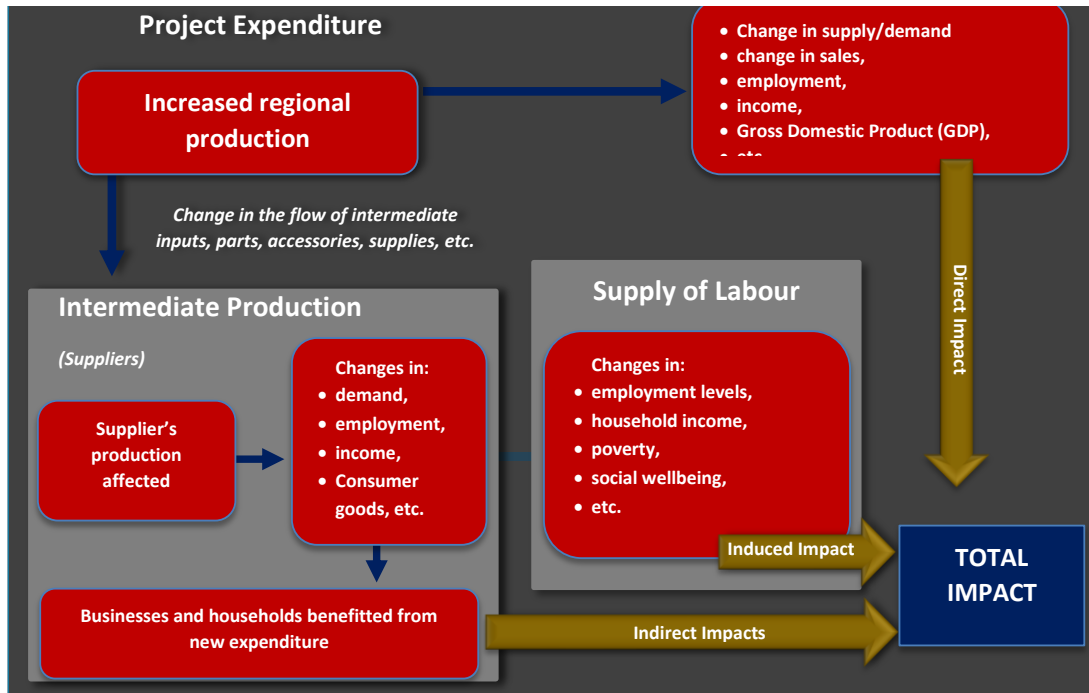 Project Expenditure
Increased regional
production
• Change in supply/demand
• change in sales,
• employment,
• income,
• Gross Domestic Product (GDP),
• etc
Change in the flow of intermediate
inputs, parts, accessories, supplies, etc.
Direct Impact
Intermediate Production
(Suppliers)
Supplier's
production
affected
Changes in:
• demand,
• employment,
• income,
• Consumer
goods, etc.
Businesses and households benefitted from
new expenditure
Supply of Labour
Changes in:
• employment levels,
• household income,
• poverty,
• social wellbeing,
• etc.
Induced Impact
Indirect Impacts
TOTAL
IMPACT